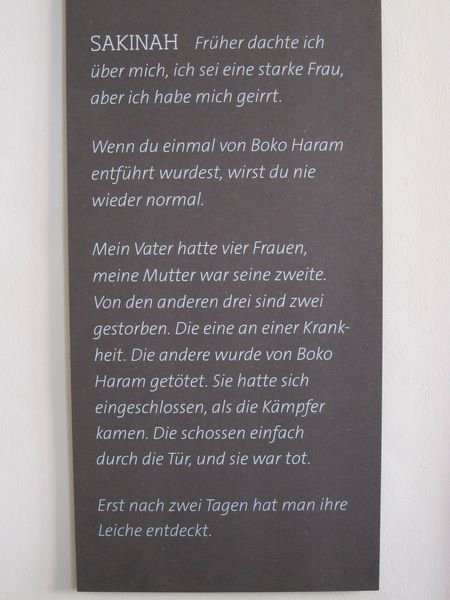 SAKINAH Früher dachte ich
über mich, ich sei eine starke Frau,
aber ich habe mich geirrt.
Wenn du einmal von Boko Haram
entführt wurdest, wirst du nie
wieder normal.
Mein Vater hatte vier Frauen,
meine Mutter war seine zweite.
Von den anderen drei sind zwei
gestorben. Die eine an einer Krank-
heit. Die andere wurde von Boko
Haram getötet. Sie hatte sich
eingeschlossen, als die Kämpfer
kamen. Die schossen einfach
durch die Tür, und sie war tot.
Erst nach zwei Tagen hat man ihre
Leiche entdeckt.